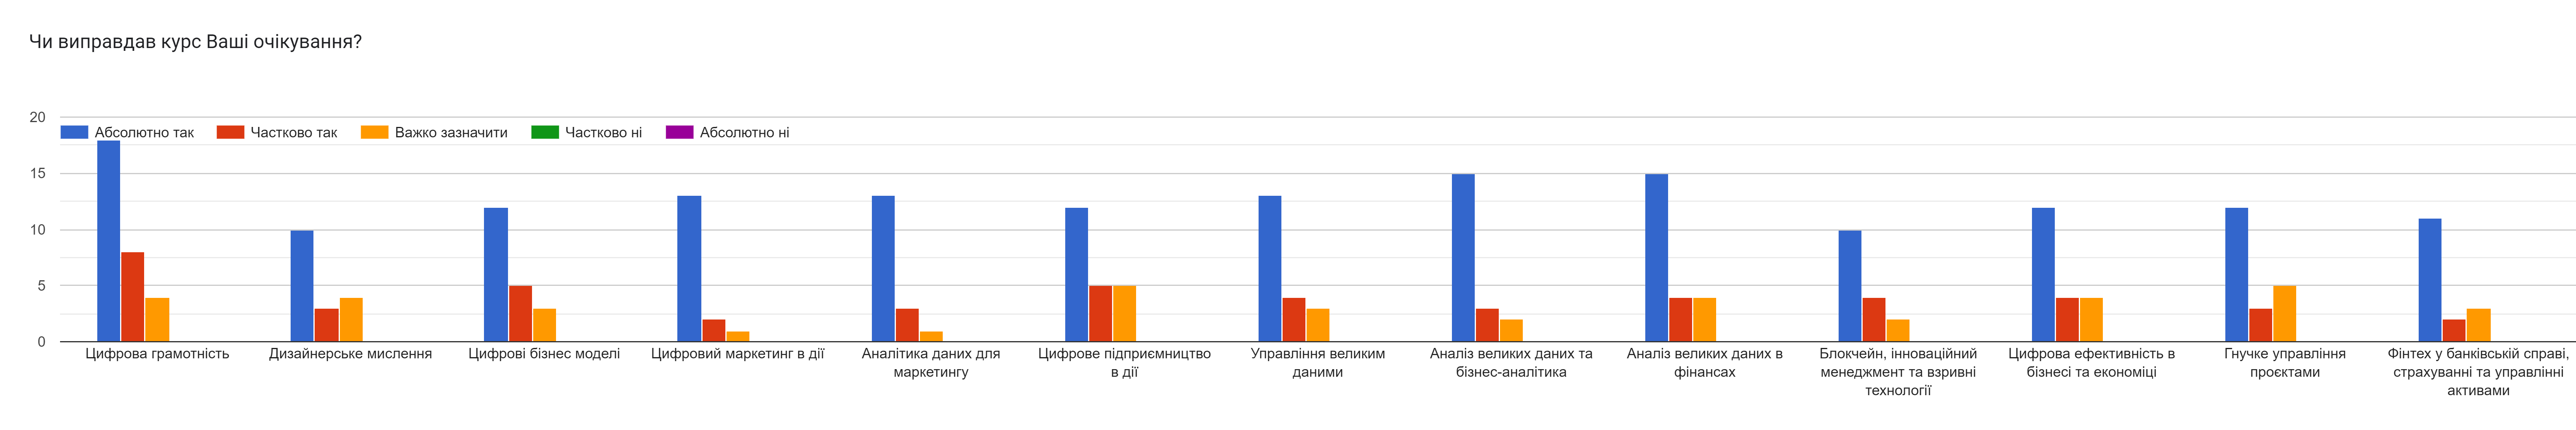 Чи виправдав курс Ваші очікування?
20
Абсолютно так
Частково так
Важко зазначити
Частково ні
Абсолютно ні
15
10
5
0
Цифрова грамотність
Дизайнерське мислення
Цифрові бізнес моделі
Цифровий маркетинг в дії
Аналітика даних для
маркетингу
Цифрове підприємництво
в дії
Управління великим
даними
Аналіз великих даних та
бізнес-аналітика
Аналіз великих даних в
фінансах
Блокчейн, інноваційний
менеджмент та взривні
технології
Цифрова ефективність в
бізнесі та економіці
Гнучке управління
проєктами
Фінтех у банківській справі,
страхуванні та управлінні
активами